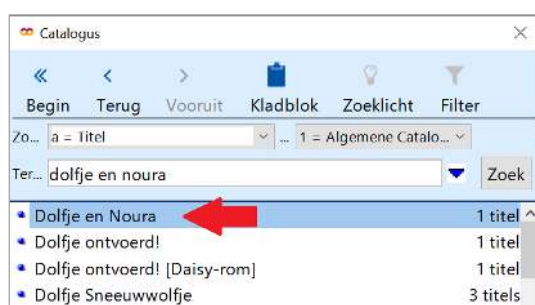 Catalogus
Begin Terug Vooruit Kladblok Zoeklicht Filter
Zo... a = Titel ... 1 = Algemene Catalo...
Ter... dolfje en noura Zoek
Dolfje en Noura 1 titel
Dolfje ontvoerd! 1 titel
Dolfje ontvoerd! [Daisy-rom] 1 titel
Dolfje Sneeuwwolfje 3 titels